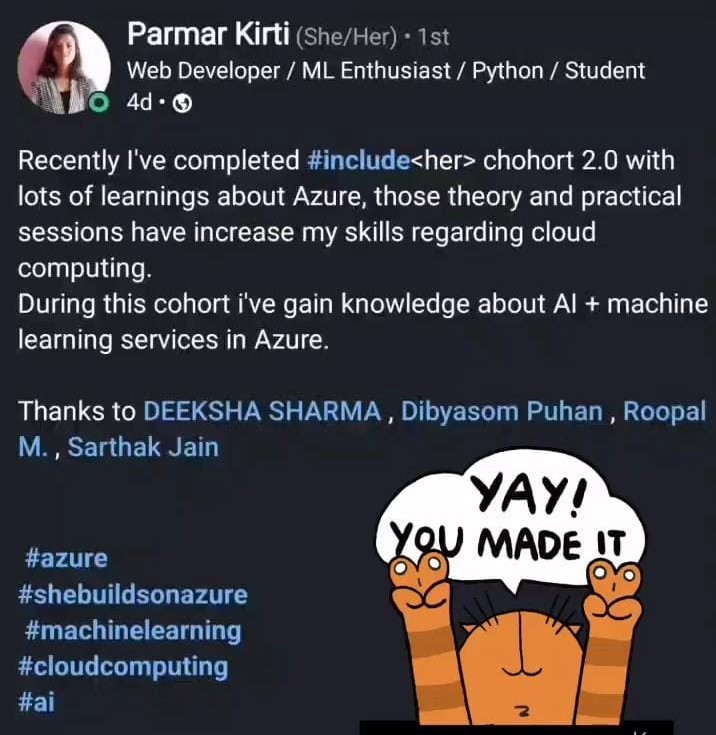 Parmar Kirti (She/Her) • 1st
Web Developer / ML Enthusiast / Python / Student
4d •
Recently I've completed #include<her> chohort 2.0 with
lots of learnings about Azure, those theory and practical
sessions have increase my skills regarding cloud
computing.
During this cohort i've gain knowledge about AI + machine
learning services in Azure.
Thanks to DEEKSHA SHARMA , Dibyasom Puhan , Roopal
M. , Sarthak Jain
YAY!
YOU MADE IT
#azure
#shebuildsonazure
#machinelearning
#cloudcomputing
#ai